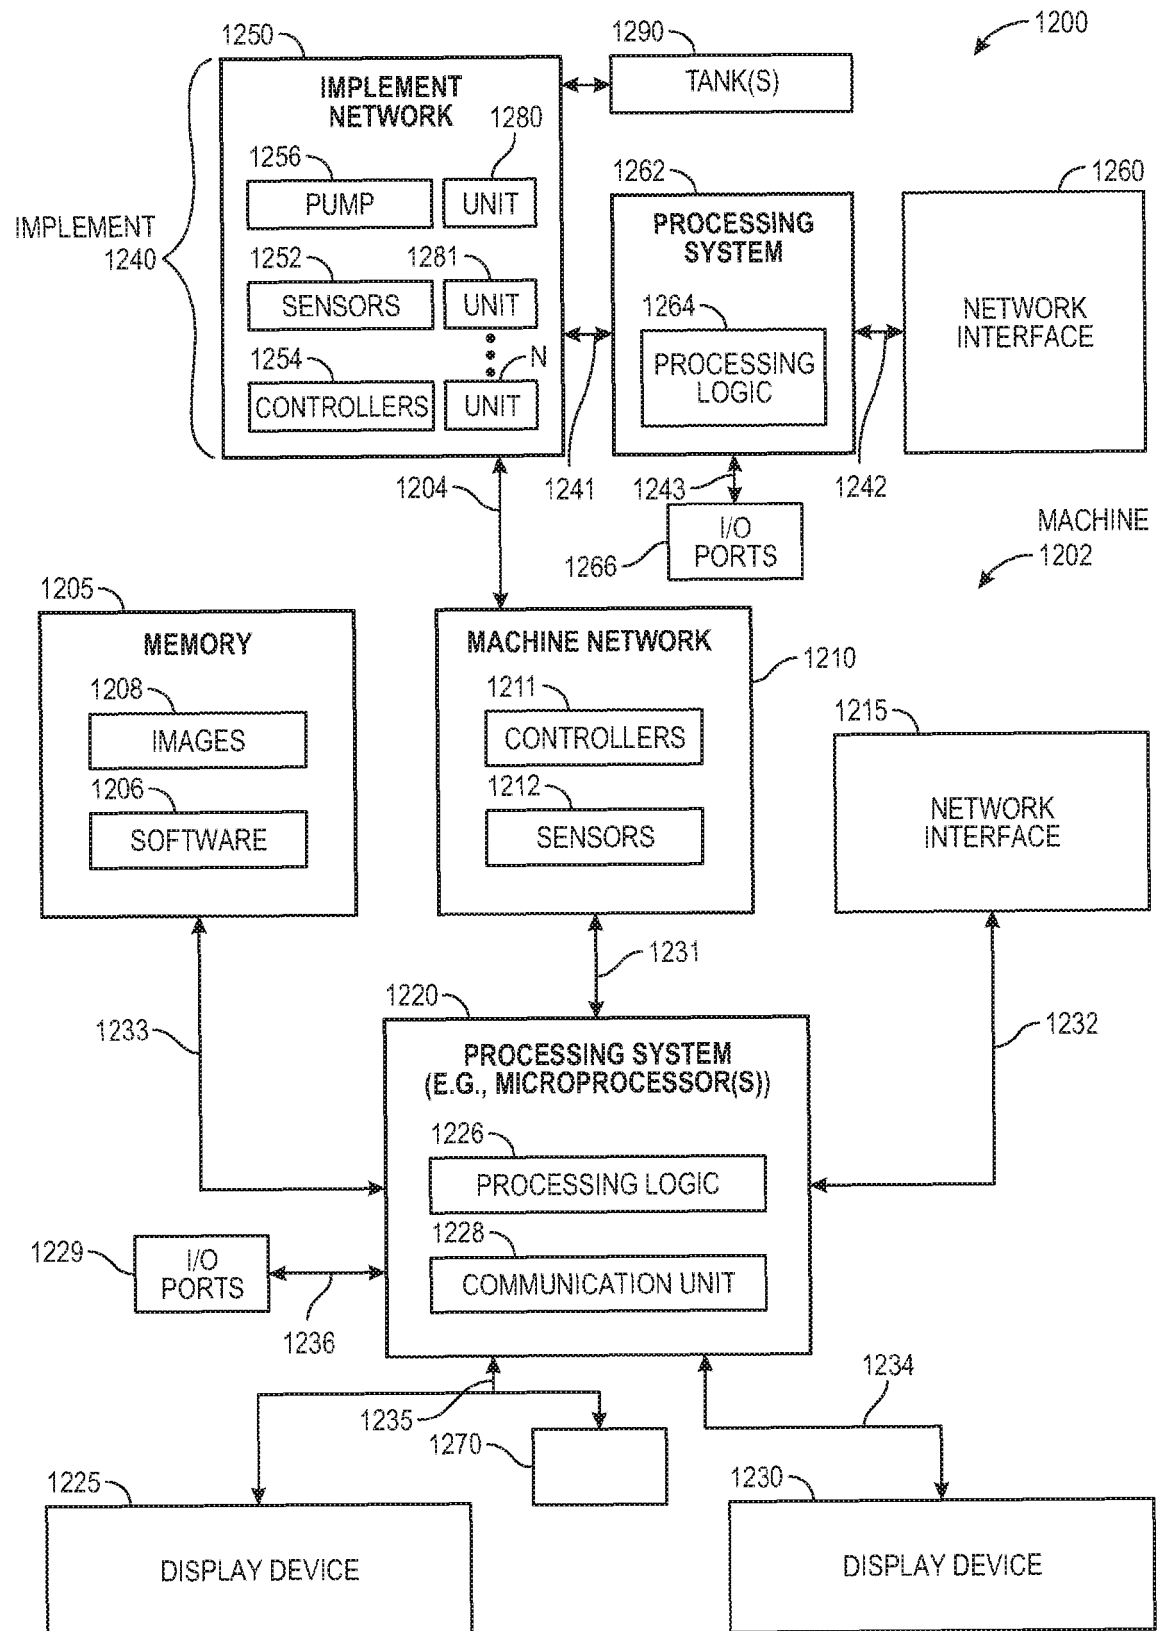 1200
1250
1290
IMPLEMENT
NETWORK
TANK(S)
1280
1256
PUMP
UNIT
1262
1260
IMPLEMENT
1240
PROCESSING
SYSTEM
1252
1281
SENSORS
UNIT
NETWORK
INTERFACE
1264
PROCESSING
LOGIC
1254
N
CONTROLLERS
UNIT
1204
1241
1243
1242
I/O
PORTS
1266
MACHINE
1202
1205
MEMORY
1208
IMAGES
1206
SOFTWARE
MACHINE NETWORK
1210
1211
CONTROLLERS
1212
SENSORS
1215
NETWORK
INTERFACE
1231
1233
1232
1220
PROCESSING SYSTEM
(E.G., MICROPROCESSOR(S))
1226
PROCESSING LOGIC
1228
COMMUNICATION UNIT
1229
I/O
PORTS
1236
1235
1234
1270
1225
DISPLAY DEVICE
1230
DISPLAY DEVICE